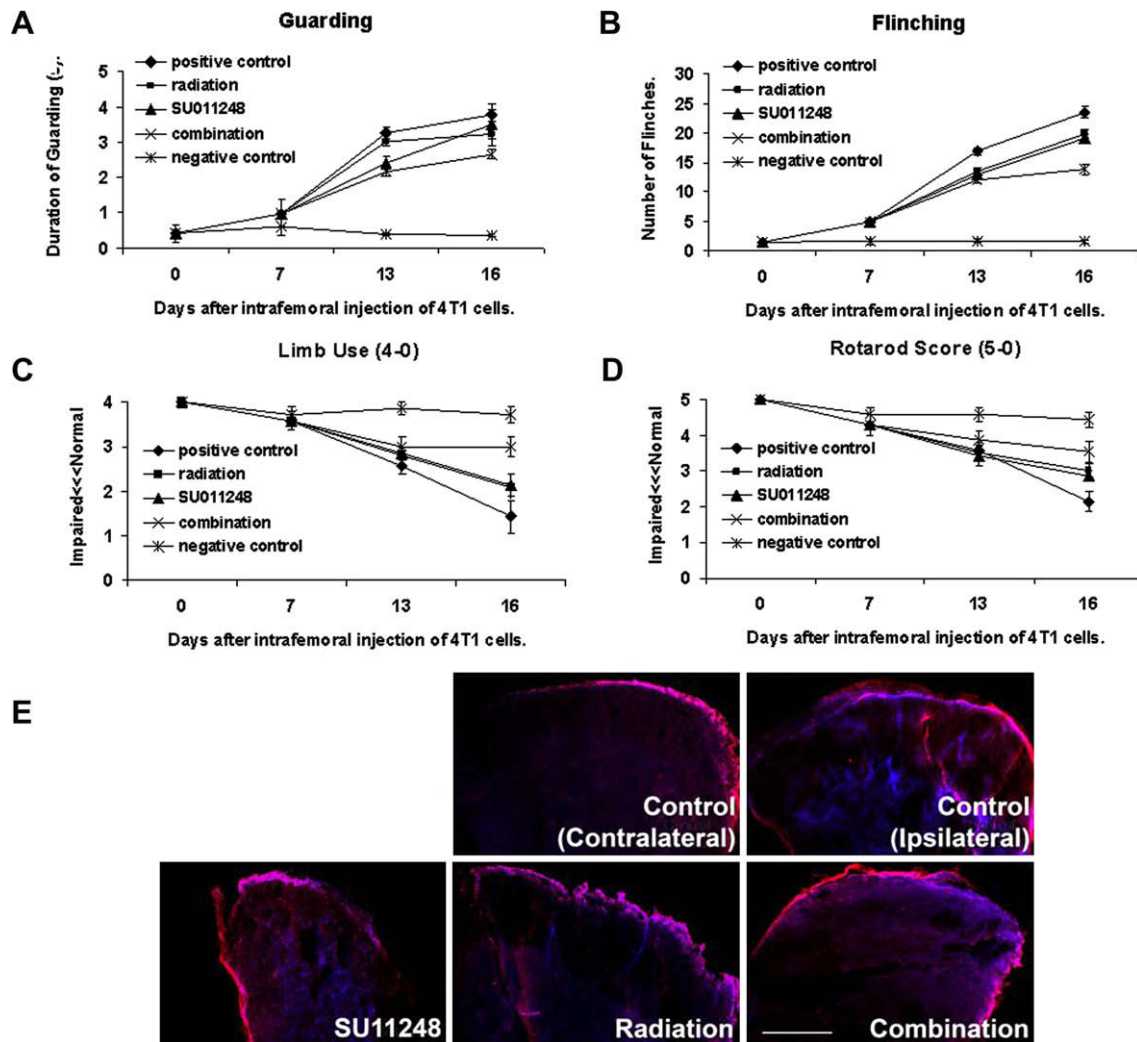 A
Guarding
Duration of Guarding
5
4
3
2
1
0
positive control
radiation
SU011248
combination
negative control
0 7 13 16
Days after intrafemoral injection of 4T1 cells.
B
Flinching
Number of Flinches.
30
25
20
15
10
5
0
positive control
radiation
SU011248
combination
negative control
0 7 13 16
Days after intrafemoral injection of 4T1 cells.
C
Limb Use (4-0)
Impaired<<<Normal
4
3
2
1
0
positive control
radiation
SU011248
combination
negative control
0 7 13 16
Days after intrafemoral injection of 4T1 cells.
D
Rotarod Score (5-0)
Impaired<<<Normal
5
4
3
2
1
0
positive control
radiation
SU011248
combination
negative control
0 7 13 16
Days after intrafemoral injection of 4T1 cells.
E
Control
(Contralateral)
Control
(Ipsilateral)
SU11248
Radiation
Combination